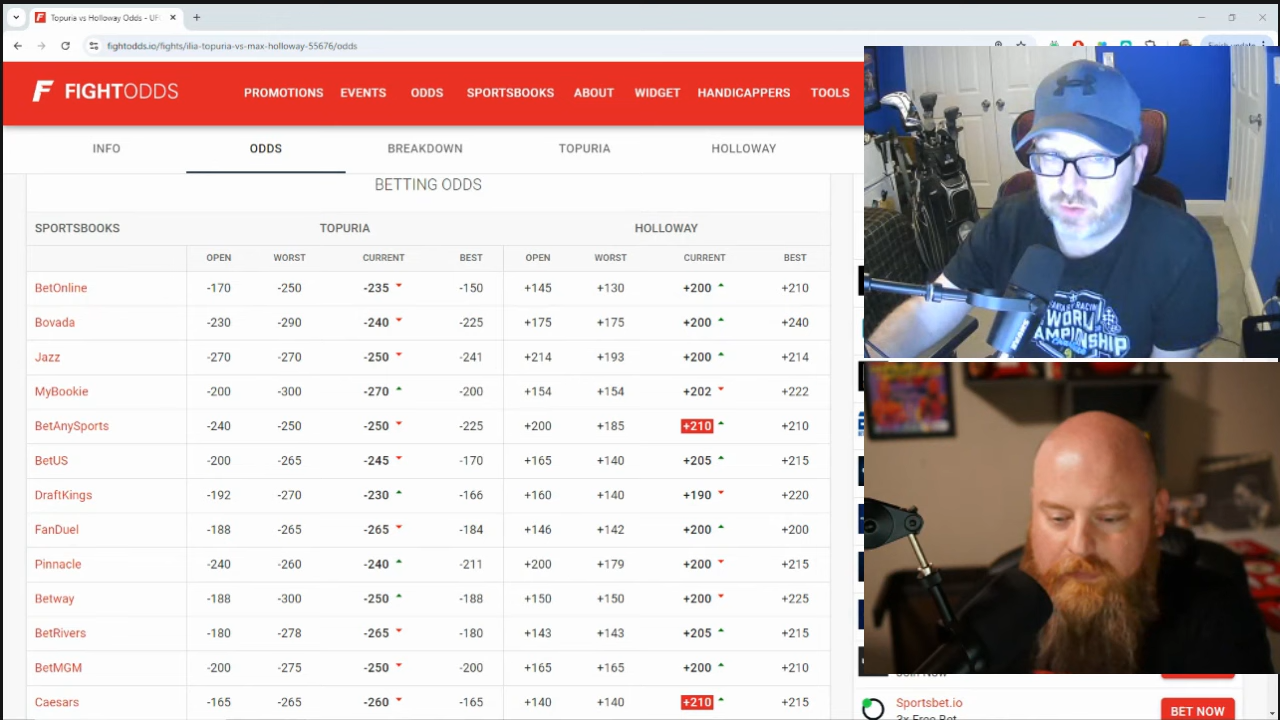 Topuria vs Holloway Odds - UF
fightodds.io/fights/ilia-topuria-vs-max-holloway-55676/odds
FIGHTODDS PROMOTIONS EVENTS ODDS SPORTSBOOKS ABOUT WIDGET HANDICAPPERS TOOLS
INFO ODDS BREAKDOWN TOPURIA HOLLOWAY
BETTING ODDS
SPORTSBOOKS TOPURIA HOLLOWAY
OPEN WORST CURRENT BEST OPEN WORST CURRENT BEST
BetOnline -170 -250 -235 -150 +145 +130 +200 +210
Bovada -230 -290 -240 -225 +175 +175 +200 +240
Jazz -270 -270 -250 -241 +214 +193 +200 +214
MyBookie -200 -300 -270 -200 +154 +154 +202 +222
BetAnySports -240 -250 -250 -225 +200 +185 +210 +210
BetUS -200 -265 -245 -170 +165 +140 +205 +215
DraftKings -192 -270 -230 -166 +160 +140 +190 +220
FanDuel -188 -265 -265 -184 +146 +142 +200 +200
Pinnacle -240 -260 -240 -211 +200 +179 +200 +215
Betway -188 -300 -250 -188 +150 +150 +200 +225
BetRivers -180 -278 -265 -180 +143 +143 +205 +215
BetMGM -200 -275 -250 -200 +165 +165 +200 +210
Caesars -165 -265 -260 -165 +140 +140 +210 +215
WORLD
Sportsbet.io
BET NOW